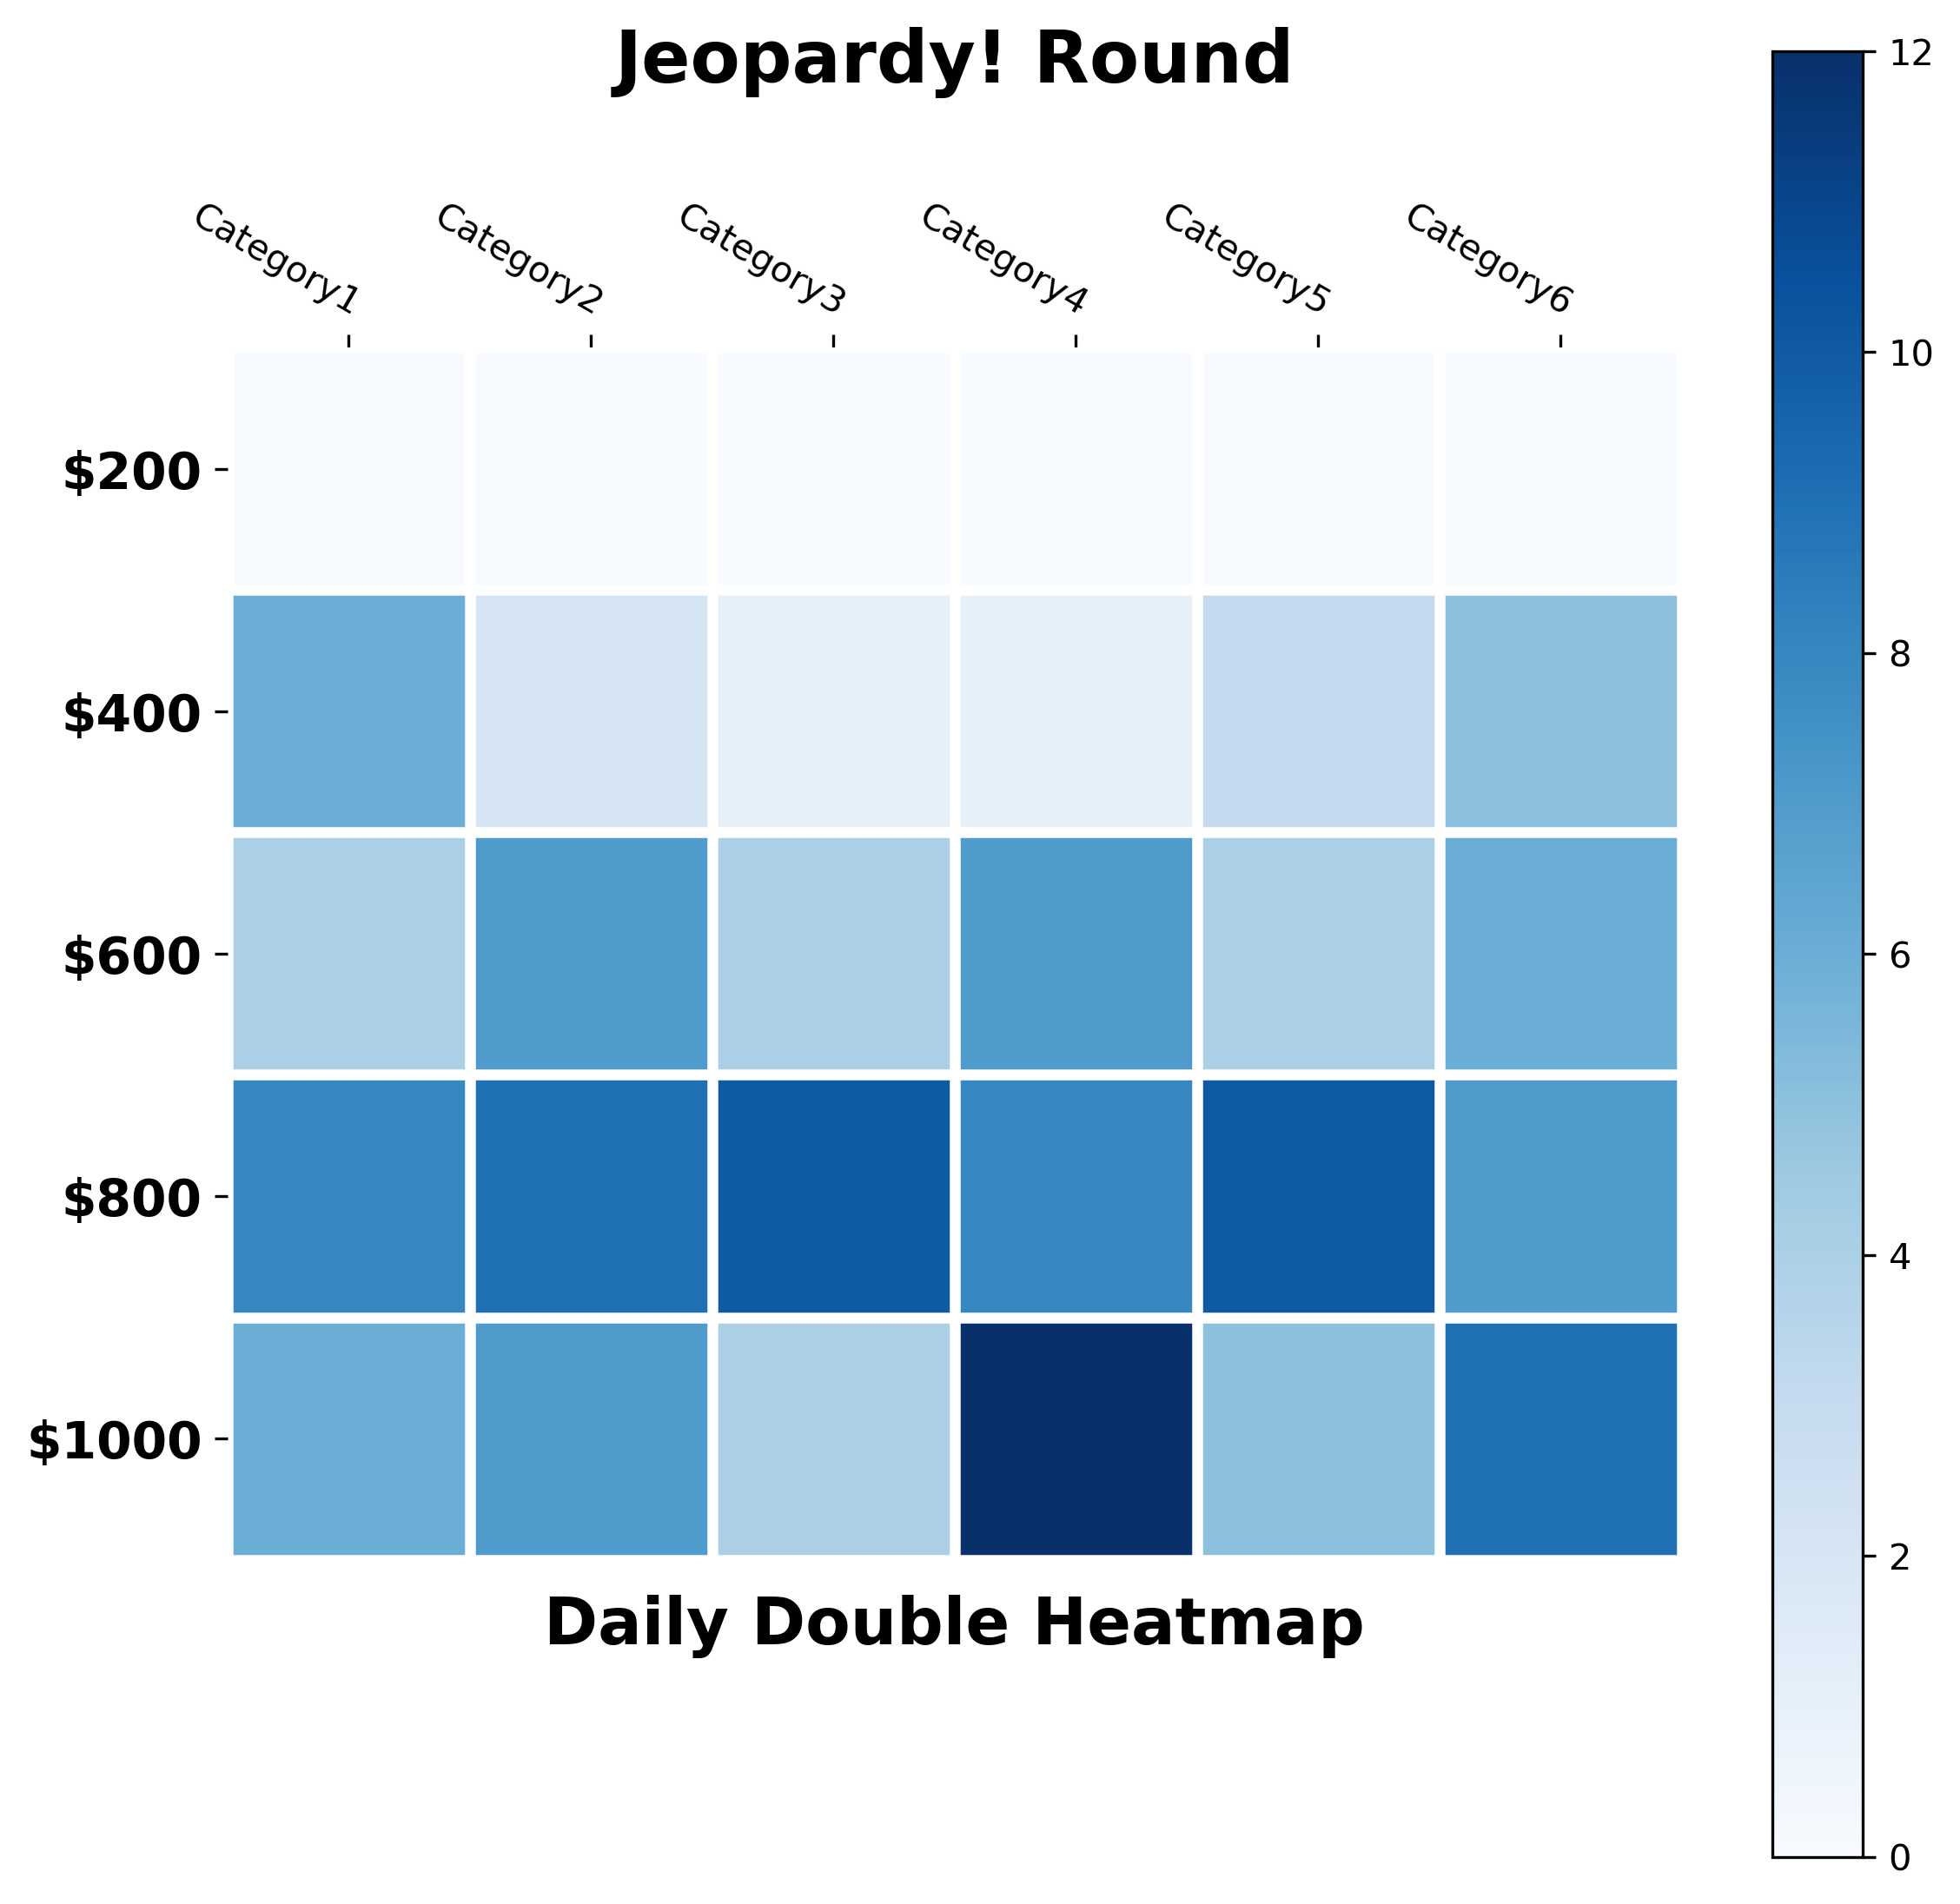 Jeopardy! Round
Category1
Category2
Category3
Category4
Category5
Category6
$200
$400
$600
$800
$1000
Daily Double Heatmap
12
10
8
6
4
2
0